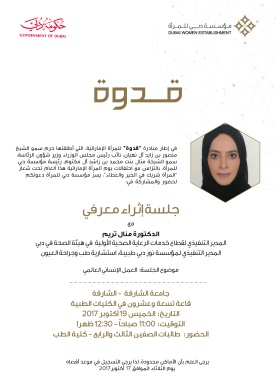 حكومة دبي
GOVERNMENT OF DUBAI
مؤسسة دبي للمرأة
DUBAI WOMEN ESTABLISHMENT
قدوة
في إطار مبادرة "قدوة" للمرأة الإماراتية، التي أطلقتها حرم سمو الشيخ
منصور بن زايد آل نهيان، نائب رئيس مجلس الوزراء وزير شؤون الرئاسة،
سمو الشيخة منال بنت محمد بن راشد آل مكتوم، رئيسة مؤسسة دبي
للمرأة، بالتزامن مع احتفالات يوم المرأة الإماراتية هذا العام تحت شعار
"المرأة شريك في الخير والعطاء"، يسرّ مؤسسة دبي للمرأة دعوتكم
لحضور والمشاركة في:
جلسة إثراء معرفي
مع
الدكتورة منال تريم
المدير التنفيذي لقطاع خدمات الرعاية الصحية الأولية في هيئة الصحة في دبي
المدير التنفيذي لمؤسسة نور دبي طبيبة، استشارية طب وجراحة العيون
موضوع الجلسة: العمل الإنساني العالمي
جامعة الشارقة - الشارقة
قاعة تسعة وعشرون في الكليات الطبية
التاريخ: الخميس 19 أكتوبر 2017
التوقيت: 11:00 صباحاً - 12:30 ظهراً
الحضور: طالبات الصفين الثالث والرابع - كلية الطب
يرجى العلم بأن الأماكن محدودة، لذا يرجى التسجيل في موعد أقصاه
يوم الثلاثاء الموافق 17 أكتوبر 2017